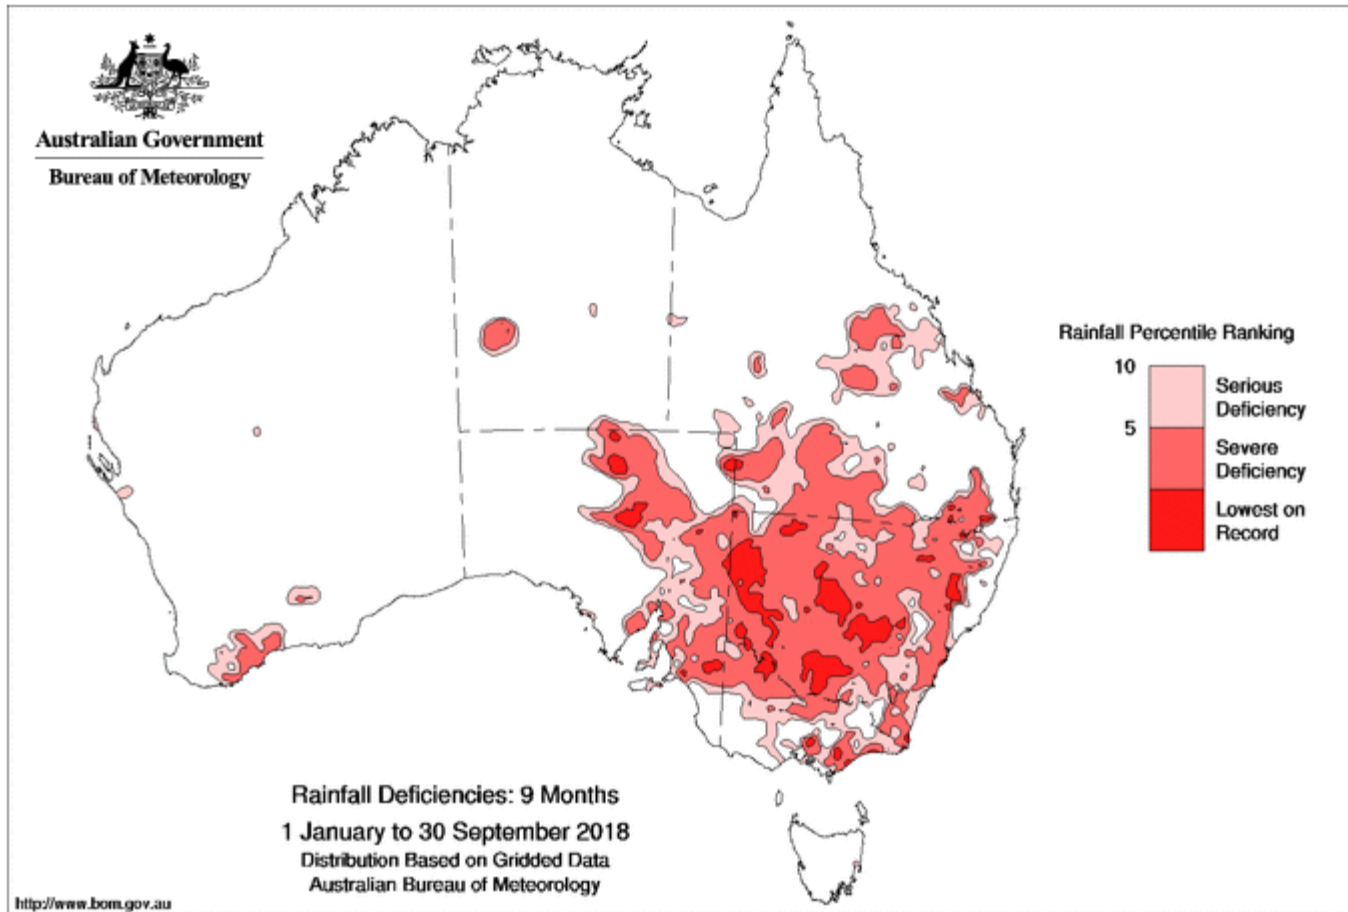 Australian Government
Bureau of Meteorology
Rainfall Percentile Ranking
10
Serious
Deficiency
5
Severe
Deficiency
Lowest on
Record
Rainfall Deficiencies: 9 Months
1 January to 30 September 2018
Distribution Based on Gridded Data
Australian Bureau of Meteorology
http://www.bom.gov.au